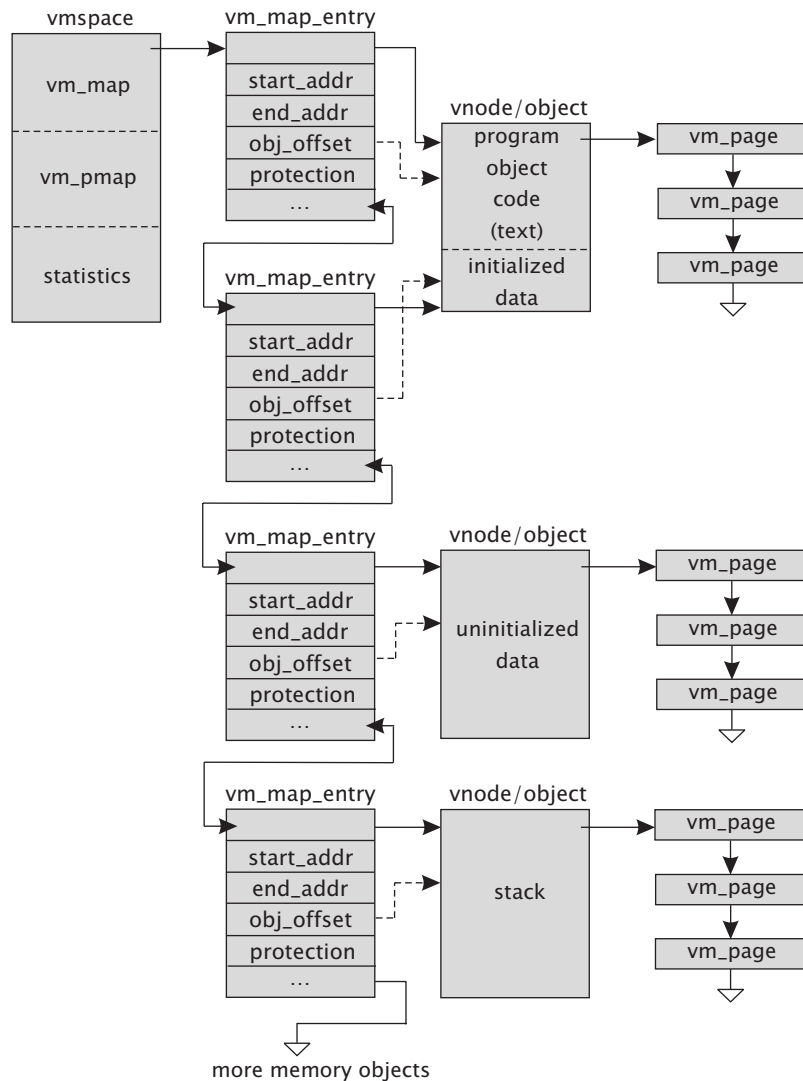 vmspace
vm_map
vm_pmap
statistics
vm_map_entry
start_addr
end_addr
obj_offset
protection
...
vnode/object
program
object
code
(text)
initialized
data
vm_page
vm_page
vm_page
vm_map_entry
start_addr
end_addr
obj_offset
protection
...
vm_map_entry
start_addr
end_addr
obj_offset
protection
...
vnode/object
uninitialized
data
vm_page
vm_page
vm_page
vm_map_entry
start_addr
end_addr
obj_offset
protection
...
vnode/object
stack
vm_page
vm_page
vm_page
more memory objects